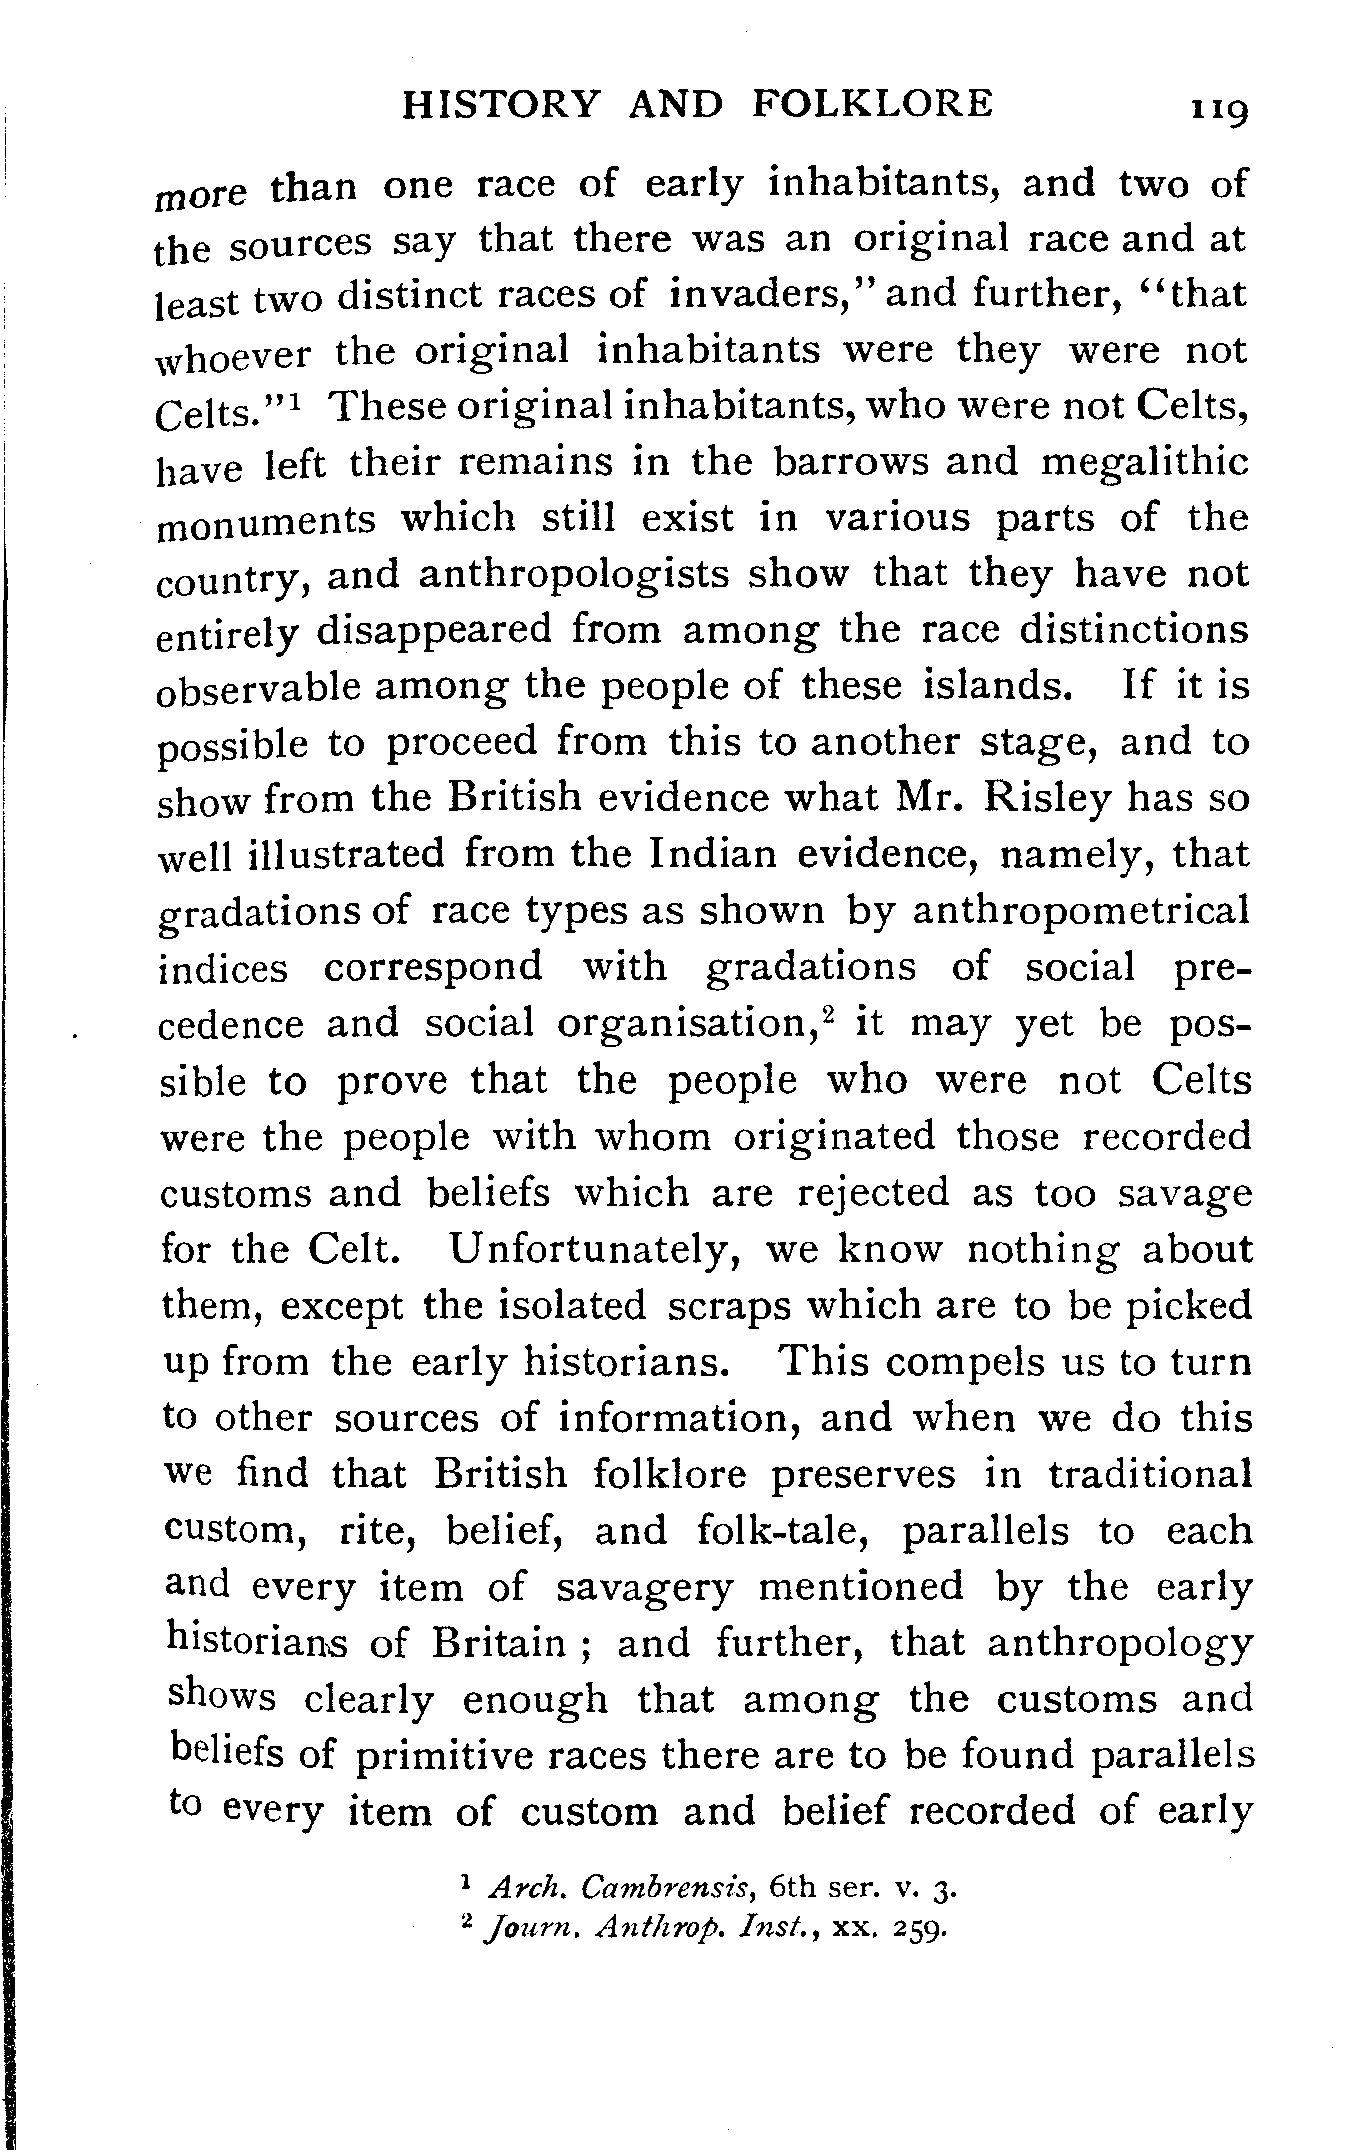 HISTORY AND FOLKLORE 119
more than one race of early inhabitants, and two of
the sources say that there was an original race and at
least two distinct races of invaders,” and further, “that
whoever the original inhabitants were they were not
Celts.”¹ These original inhabitants, who were not Celts,
have left their remains in the barrows and megalithic
monuments which still exist in various parts of the
country, and anthropologists show that they have not
entirely disappeared from among the race distinctions
observable among the people of these islands. If it is
possible to proceed from this to another stage, and to
show from the British evidence what Mr. Risley has so
well illustrated from the Indian evidence, namely, that
gradations of race types as shown by anthropometrical
indices correspond with gradations of social pre-
cedence and social organisation,² it may yet be pos-
sible to prove that the people who were not Celts
were the people with whom originated those recorded
customs and beliefs which are rejected as too savage
for the Celt. Unfortunately, we know nothing about
them, except the isolated scraps which are to be picked
up from the early historians. This compels us to turn
to other sources of information, and when we do this
we find that British folklore preserves in traditional
custom, rite, belief, and folk-tale, parallels to each
and every item of savagery mentioned by the early
historians of Britain ; and further, that anthropology
shows clearly enough that among the customs and
beliefs of primitive races there are to be found parallels
to every item of custom and belief recorded of early
¹ Arch. Cambrensis, 6th ser. v. 3.
² Journ. Anthrop. Inst., xx. 259.